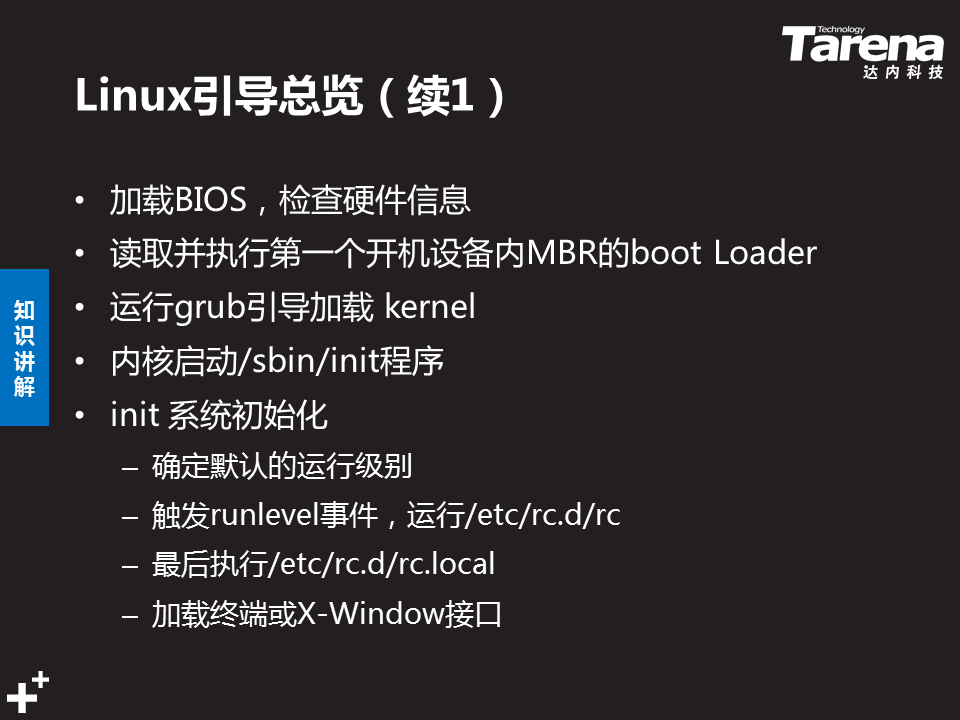 Technology
Tarena
达内科技
Linux引导总览（续1）
• 加载BIOS，检查硬件信息
• 读取并执行第一个开机设备内MBR的boot Loader
• 运行grub引导加载 kernel
• 内核启动/sbin/init程序
• init 系统初始化
– 确定默认的运行级别
– 触发runlevel事件，运行/etc/rc.d/rc
– 最后执行/etc/rc.d/rc.local
– 加载终端或X-Window接口
知识讲解